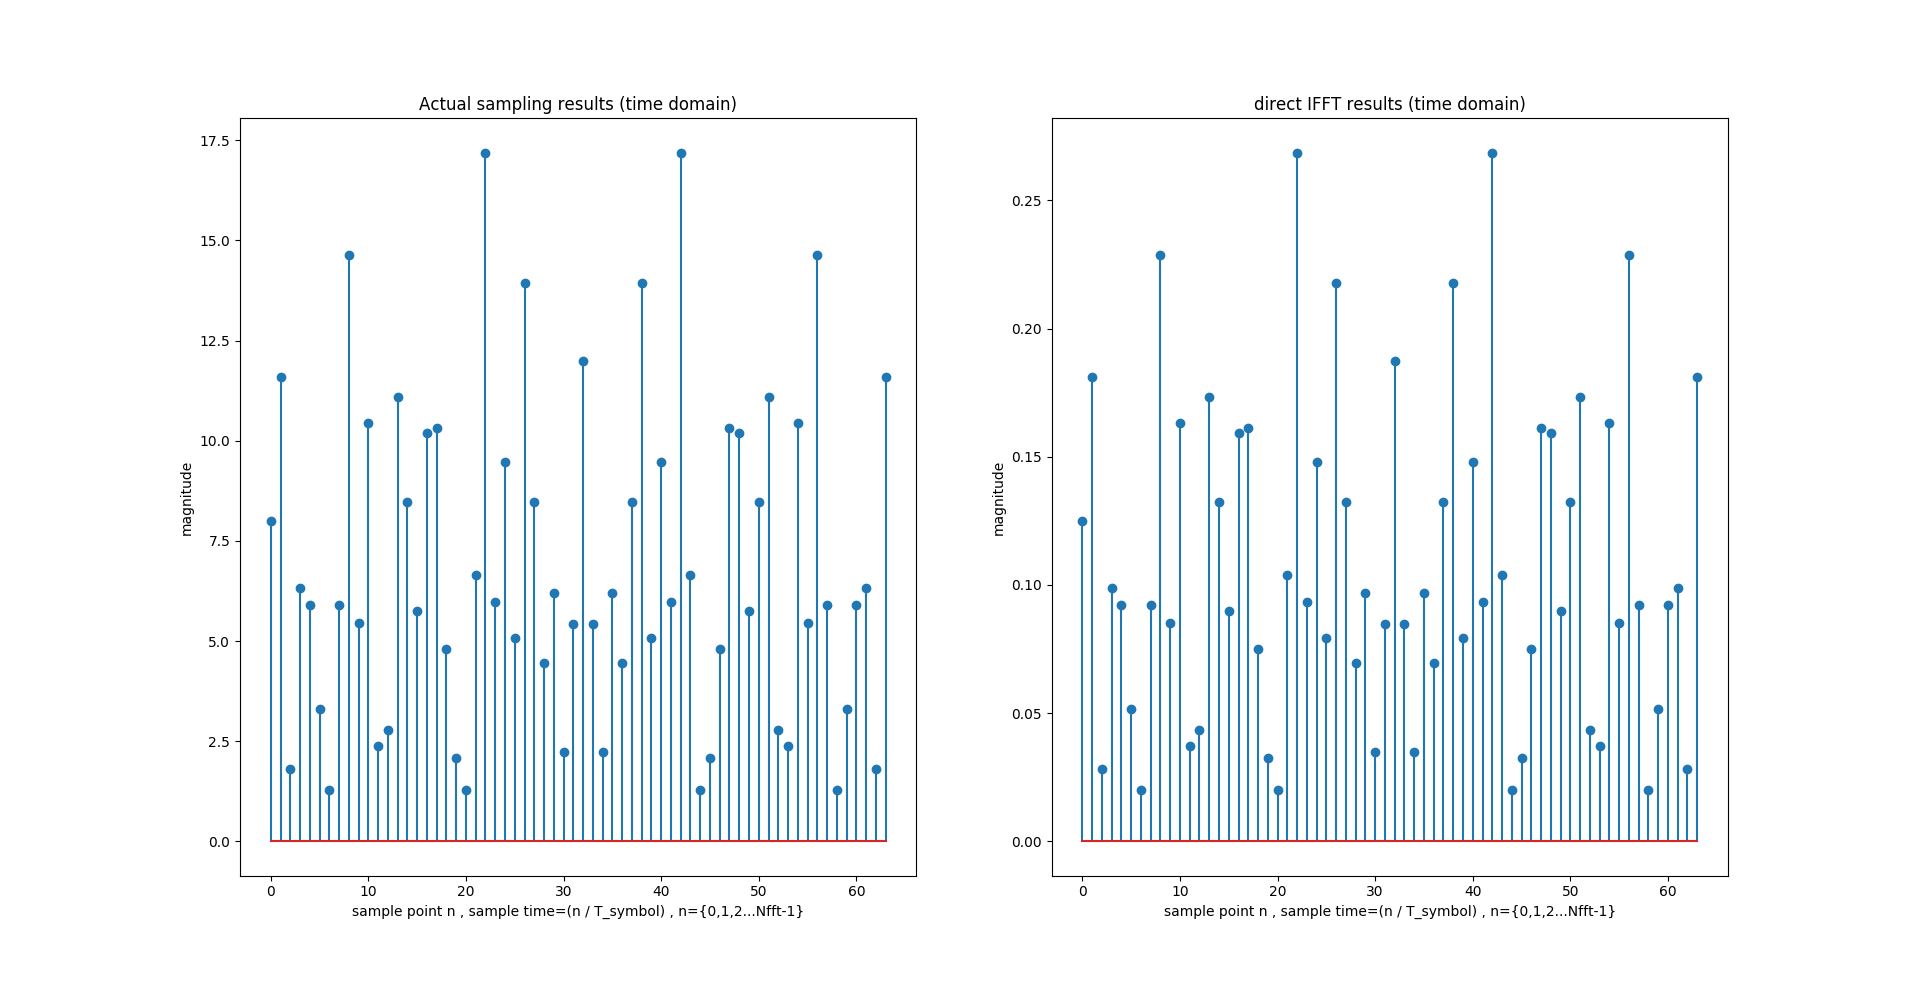 Actual sampling results (time domain)
17.5
15.0
12.5
10.0
7.5
5.0
2.5
0.0
magnitude
0 10 20 30 40 50 60
sample point n , sample time=(n / T_symbol) , n={0,1,2...Nfft-1}
direct IFFT results (time domain)
0.25
0.20
0.15
0.10
0.05
0.00
magnitude
0 10 20 30 40 50 60
sample point n , sample time=(n / T_symbol) , n={0,1,2...Nfft-1}